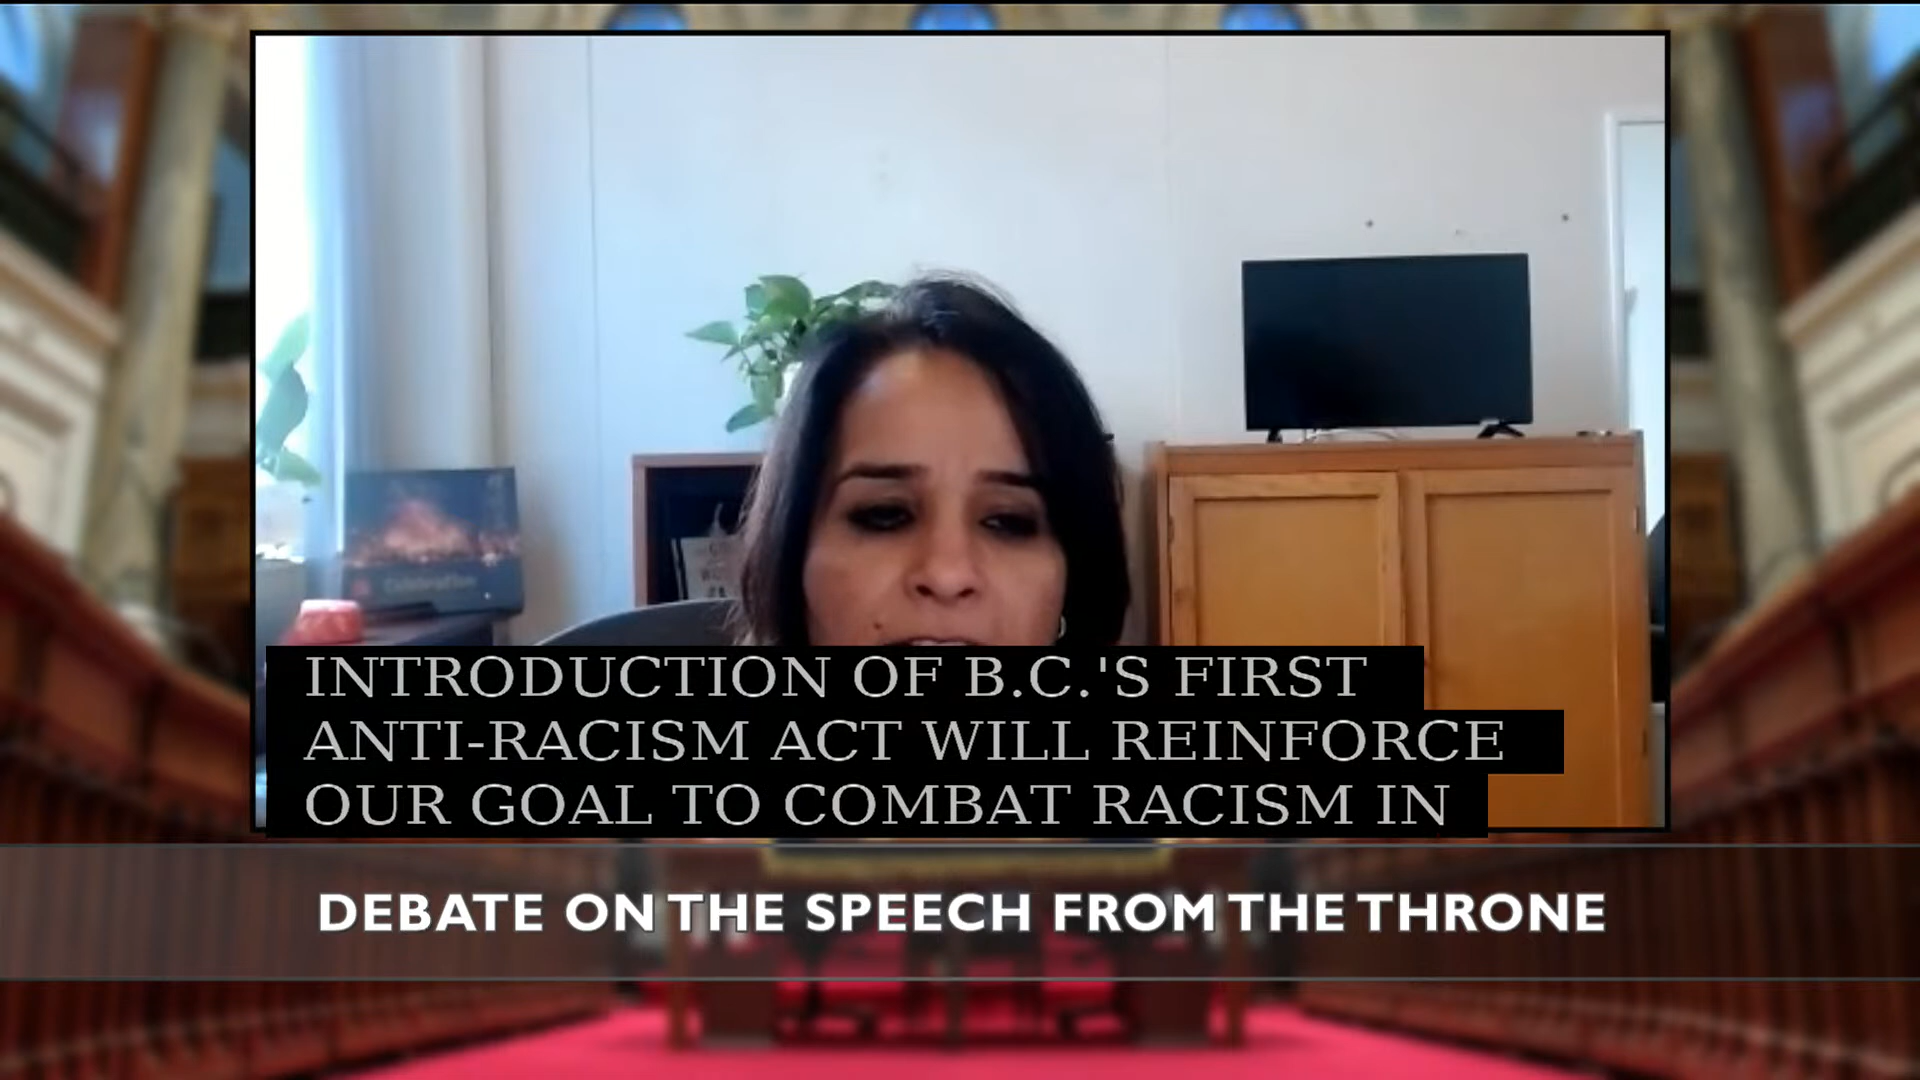 Celebration
INTRODUCTION OF B.C.'S FIRST
ANTI-RACISM ACT WILL REINFORCE
OUR GOAL TO COMBAT RACISM IN
DEBATE ON THE SPEECH FROM THE THRONE